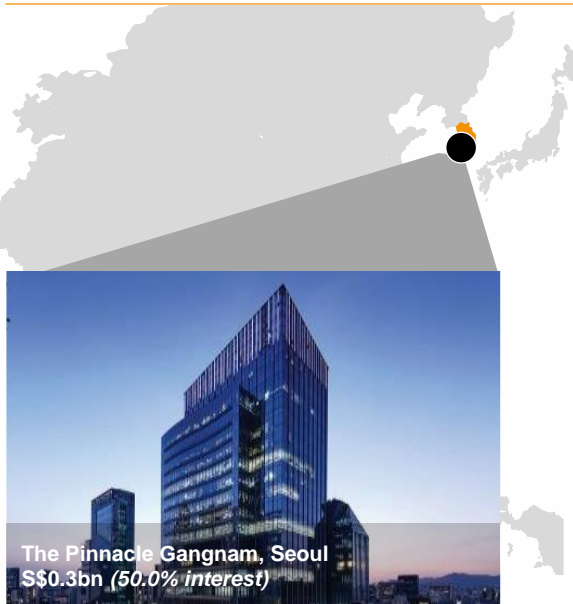 The Pinnacle Gangnam, Seoul
S$0.3bn (50.0% interest)